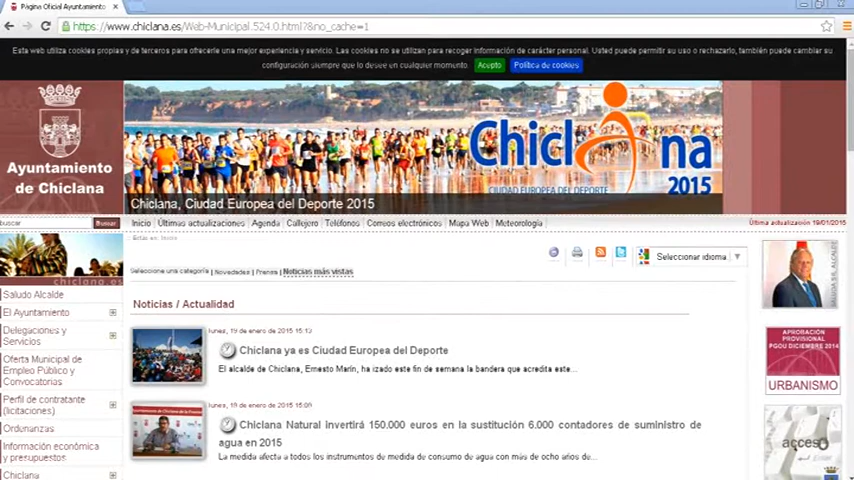 Página Oficial Ayuntamiento
https://www.chiclana.es/Web-Municipal.524.0.html?&no_cache=1
Esta web utiliza cookies propias y de terceros para ofrecerle una mejor experiencia y servicio. Las cookies no se utilizan para recoger información de carácter personal. Usted puede permitir su uso o rechazarlo, también puede cambiar su
configuración siempre que lo desee en cualquier momento. Acepto Política de cookies
Ayuntamiento
de Chiclana
Chiclana
CIUDAD EUROPEA DEL DEPORTE
2015
Chiclana, Ciudad Europea del Deporte 2015
buscar Buscar
Inicio Últimas actualizaciones Agenda Callejero Teléfonos Correos electrónicos Mapa Web Meteorología
Última actualización 19/01/2015
Estás en: Inicio
chiclana.es
Seleccione una categoría Novedades Prensa Noticias más vistas
Seleccionar idioma
SALUDA SR. ALCALDE
Saludo Alcalde
El Ayuntamiento
Delegaciones y
Servicios
Oferta Municipal de
Empleo Público y
Convocatorias
Perfil de contratante
(licitaciones)
Ordenanzas
Información económica
y presupuestos
Chiclana
Noticias / Actualidad
lunes, 19 de enero de 2015 15:13
Chiclana ya es Ciudad Europea del Deporte
El alcalde de Chiclana, Ernesto Marín, ha izado este fin de semana la bandera que acredita este...
lunes, 19 de enero de 2015 15:09
Chiclana Natural invertirá 150.000 euros en la sustitución 6.000 contadores de suministro de
agua en 2015
La medida afecta a todos los instrumentos de medida de consumo de agua con más de ocho años de...
APROBACIÓN
PROVISIONAL
PGOU DICIEMBRE 2014
URBANISMO
acceso